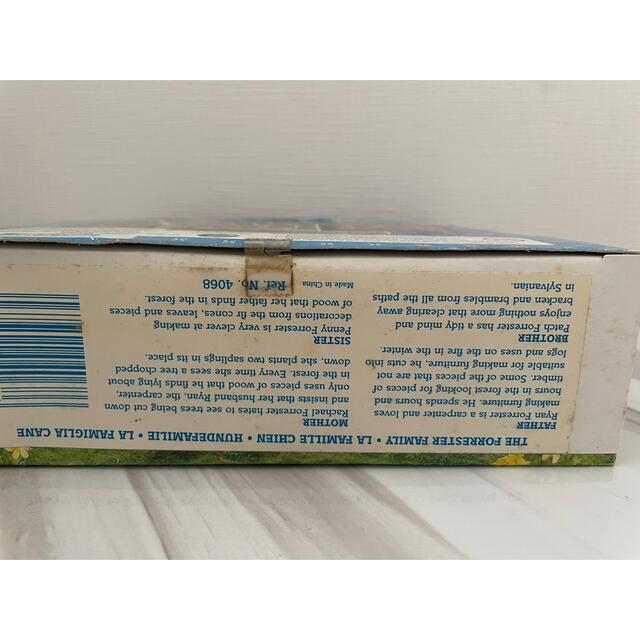 THE FORRESTER FAMILY • LA FAMILLE CHIEN • HUNDEFAMILIE • LA FAMIGLIA CANE
FATHER
Ryan Forrester is a carpenter and loves
making furniture. He spends hours and
hours in the forest looking for pieces of
timber. Some of the pieces that are not
suitable for making furniture, he cuts into
logs and uses on the fire in the winter.
BROTHER
Patch Forrester has a tidy mind and
enjoys nothing more that clearing away
bracken and brambles from all the paths
in Sylvanian.
MOTHER
Rachael Forrester hates to see trees being cut down
and insists that her husband, Ryan, the carpenter,
only uses pieces of wood that he finds lying about
in the forest. Every time she sees a tree chopped
down, she plants two saplings in its place.
SISTER
Penny Forrester is very clever at making
decorations from the fir cones, leaves and pieces
of wood that her father finds in the forest.
Ref. No. 4068
Made in China